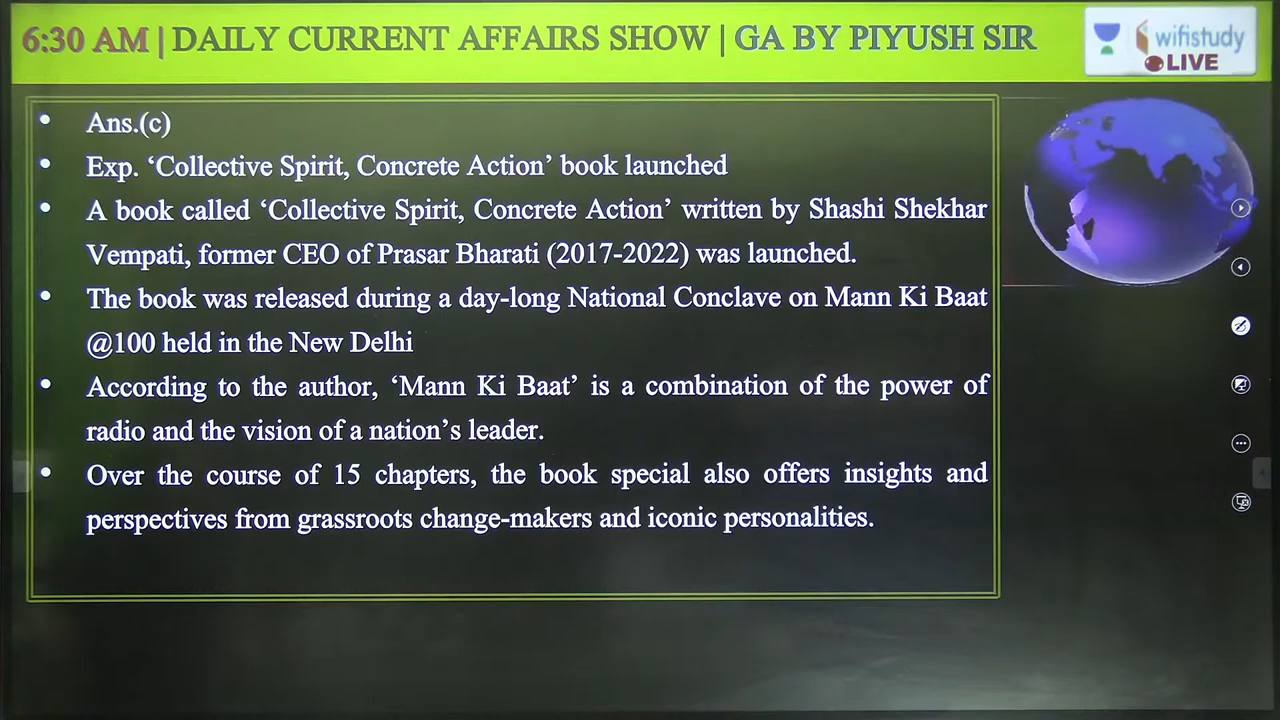 6:30 AM | DAILY CURRENT AFFAIRS SHOW | GA BY PIYUSH SIR
wifistudy
LIVE
• Ans.(c)
• Exp. ‘Collective Spirit, Concrete Action’ book launched
• A book called ‘Collective Spirit, Concrete Action’ written by Shashi Shekhar
Vempati, former CEO of Prasar Bharati (2017-2022) was launched.
• The book was released during a day-long National Conclave on Mann Ki Baat
@100 held in the New Delhi
• According to the author, ‘Mann Ki Baat’ is a combination of the power of
radio and the vision of a nation’s leader.
• Over the course of 15 chapters, the book special also offers insights and
perspectives from grassroots change-makers and iconic personalities.